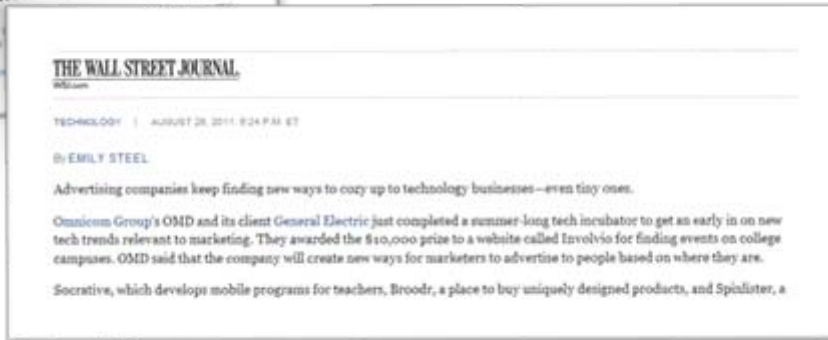 THE WALL STREET JOURNAL.
WSJ.com
TECHNOLOGY | AUGUST 28, 2011, 8:24 P.M. ET
By EMILY STEEL
Advertising companies keep finding new ways to cozy up to technology businesses—even tiny ones.
Omnicom Group's OMD and its client General Electric just completed a summer-long tech incubator to get an early in on new
tech trends relevant to marketing. They awarded the $10,000 prize to a website called Involvio for finding events on college
campuses. OMD said that the company will create new ways for marketers to advertise to people based on where they are.
Socrative, which develops mobile programs for teachers, Broodr, a place to buy uniquely designed products, and Spinlister, a